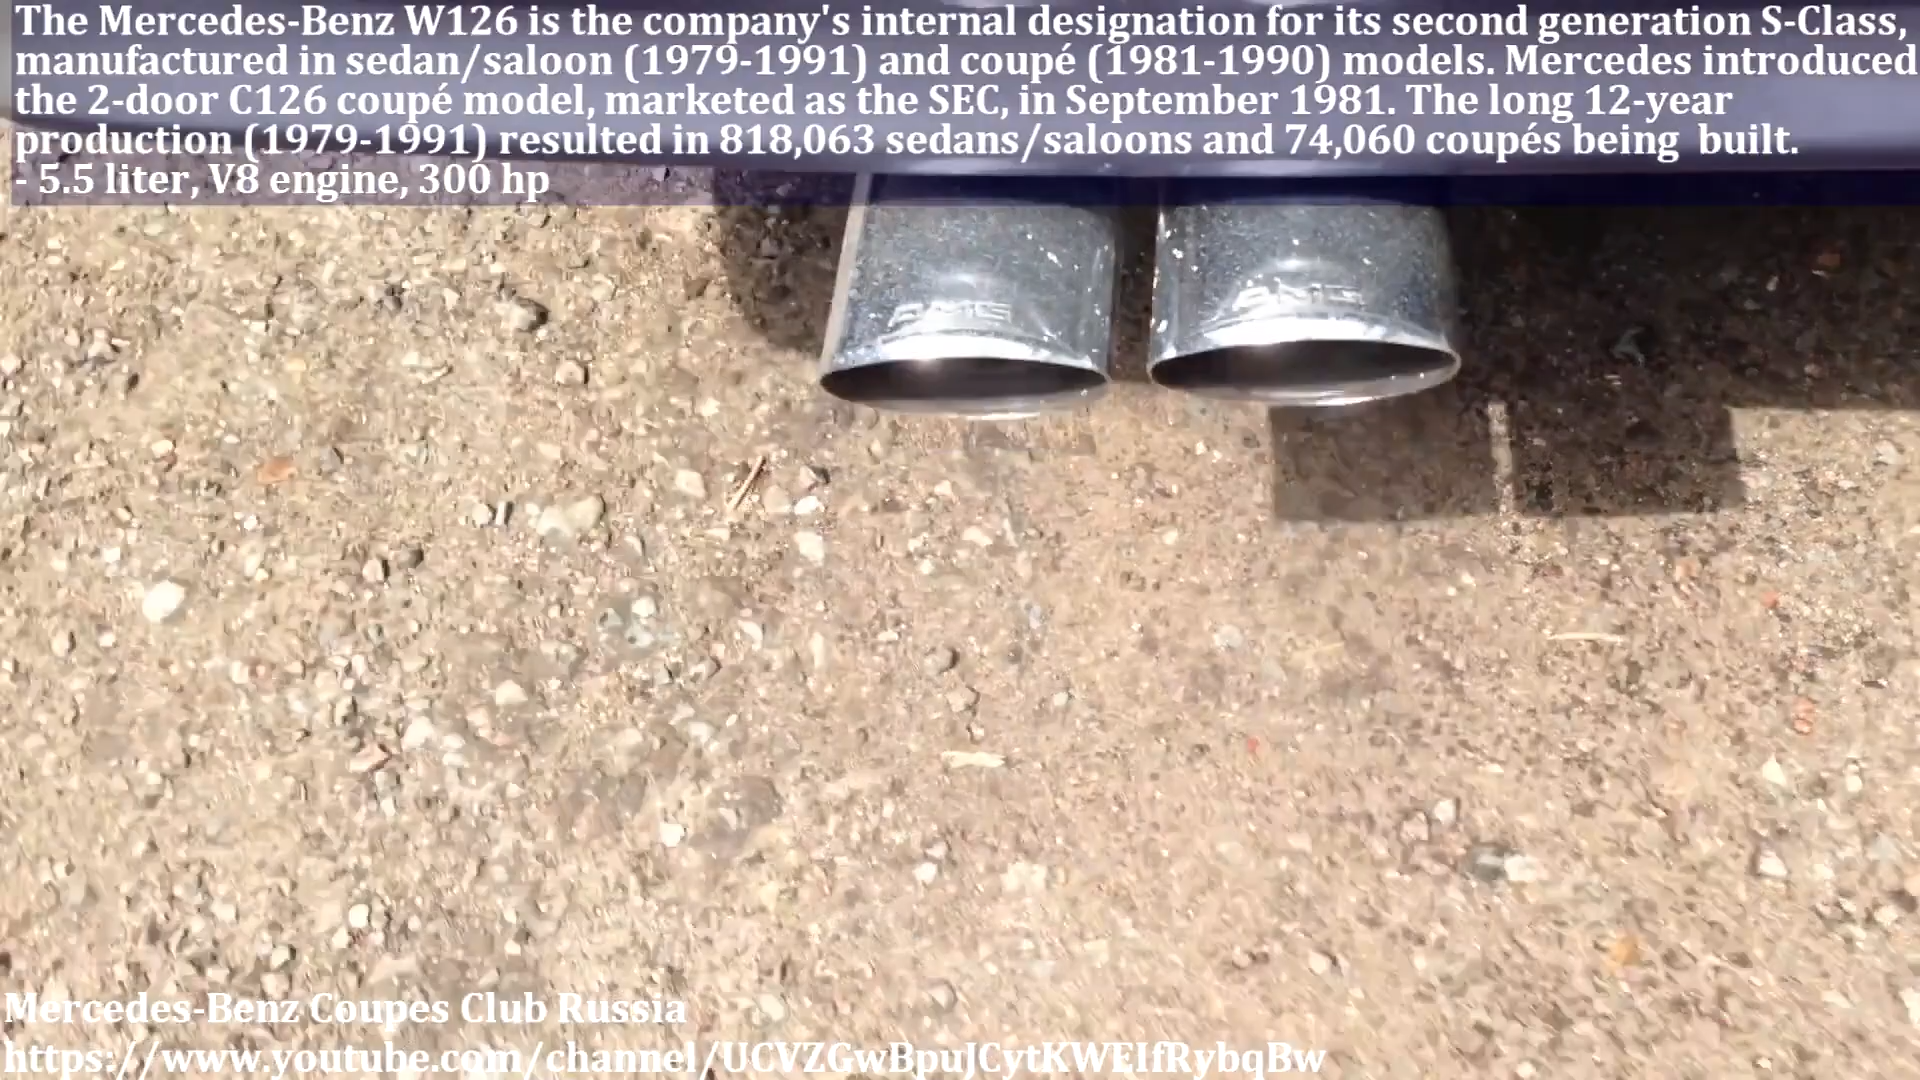 The Mercedes-Benz W126 is the company's internal designation for its second generation S-Class,
manufactured in sedan/saloon (1979-1991) and coupé (1981-1990) models. Mercedes introduced
the 2-door C126 coupé model, marketed as the SEC, in September 1981. The long 12-year
production (1979-1991) resulted in 818,063 sedans/saloons and 74,060 coupés being  built.
- 5.5 liter, V8 engine, 300 hp
AMG AMG
Mercedes-Benz Coupes Club Russia
https://www.youtube.com/channel/UCVZGwBpuJCytKWEIfRybqBw